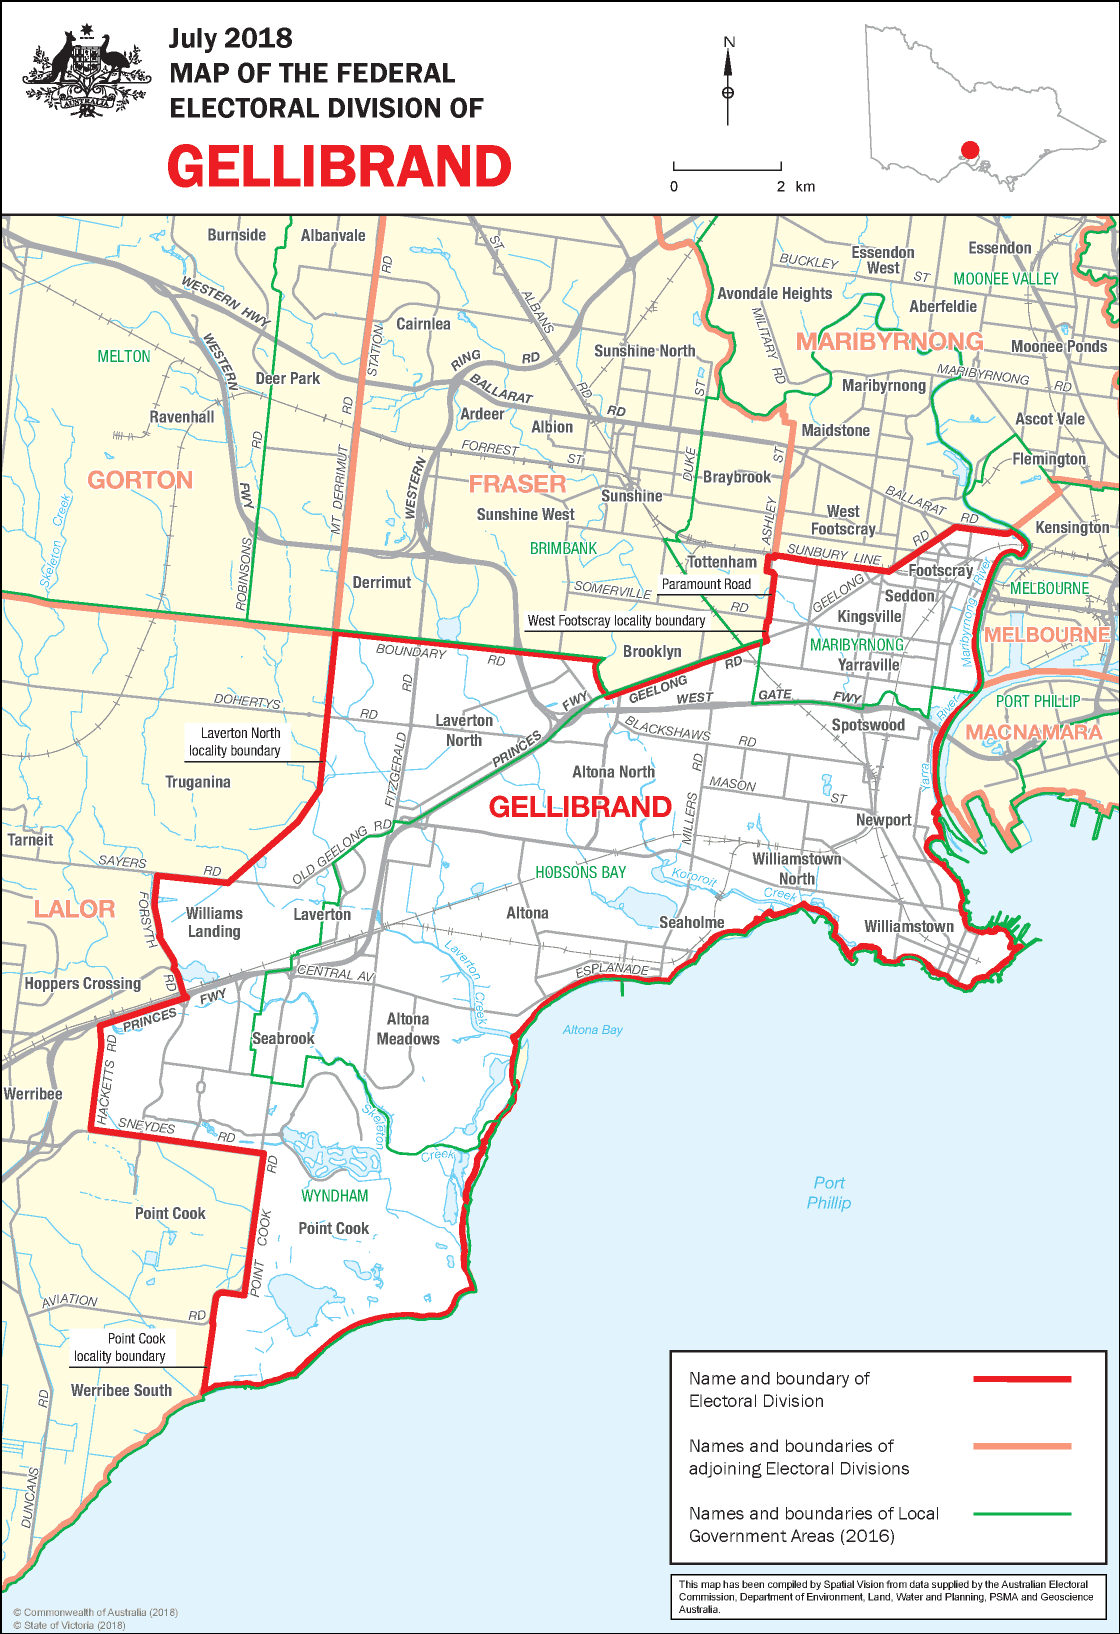 July 2018
MAP OF THE FEDERAL
ELECTORAL DIVISION OF
GELLIBRAND
AUSTRALIA
N
0 2 km
Burnside
Albanvale
RD
ST
ALBANS
RD
WESTERN HWY
WESTERN
FWY
Cairnlea
STATION
RING RD
BALLARAT RD
Sunshine North
Avondale Heights
BUCKLEY ST
Essendon
West
Essendon
MOONEE VALLEY
Aberfeldie
MARIBYRNONG
Moonee Ponds
MILITARY RD
MARIBYRNONG RD
Maribyrnong
Ascot Vale
MELTON
Deer Park
Ravenhall
RD
Ardeer
Albion
FORREST ST
ST
DUKE
Maidstone
Flemington
ST
ASHLEY
GORTON
MT DERRIMUT
RD
WESTERN
FRASER
Sunshine
Braybrook
Sunshine West
BALLARAT RD
West
Footscray
Kensington
Skeleton Creek
ROBINSONS
BRIMBANK
Tottenham
SUNBURY LINE
RD
GEELONG
Footscray
Derrimut
SOMERVILLE
RD
Paramount Road
Seddon
Kingsville
MELBOURNE
West Footscray locality boundary
MARIBYRNONG
MELBOURNE
Maribyrnong River
BOUNDARY RD
Brooklyn
Yarraville
GEELONG RD
DOHERTYS
RD
RD
FITZGERALD
FWY
WEST GATE FWY
PORT PHILLIP
Laverton North
locality boundary
Laverton
North
PRINCES
BLACKSHAWS
RD
Spotswood
River
Yarra
MACNAMARA
Truganina
Altona North
RD
MILLERS
MASON
ST
GELLIBRAND
Newport
Tarneit
OLD GEELONG RD
SAYERS
RD
Williamstown
North
HOBSONS BAY
Kororoit
Creek
LALOR
FORSYTH
RD
Williams
Landing
Laverton
Altona
Seaholme
Williamstown
Laverton
Creek
ESPLANADE
CENTRAL AV
Hoppers Crossing
PRINCES
FWY
Altona Bay
HACKETTS RD
Seabrook
Altona
Meadows
Werribee
SNEYDES
RD
Skeleton
Creek
RD
COOK
POINT
WYNDHAM
Point Cook
Point Cook
Port
Phillip
AVIATION
RD
Point Cook
locality boundary
Werribee South
RD
DUNCANS
Name and boundary of
Electoral Division
Names and boundaries of
adjoining Electoral Divisions
Names and boundaries of Local
Government Areas (2016)
This map has been compiled by Spatial Vision from data supplied by the Australian Electoral
Commission, Department of Environment, Land, Water and Planning, PSMA and Geoscience
Australia.
© Commonwealth of Australia (2018)
© State of Victoria (2018)